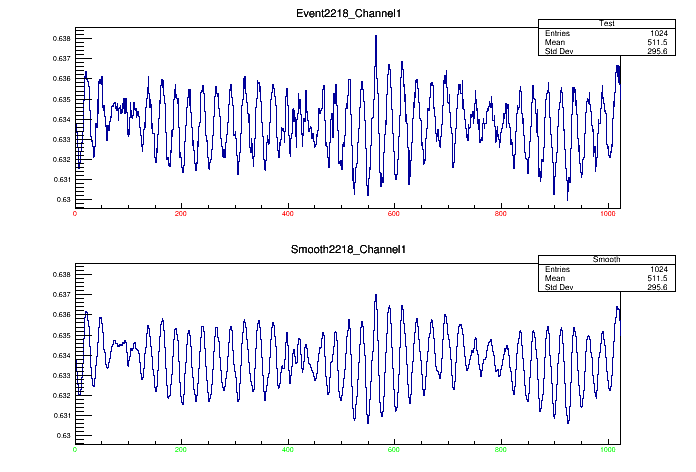 Event2218_Channel1
Test
Entries 1024
Mean 511.5
Std Dev 295.6
0.638
0.637
0.636
0.635
0.634
0.633
0.632
0.631
0.63
0 200 400 600 800 1000
Smooth2218_Channel1
Smooth
Entries 1024
Mean 511.5
Std Dev 295.6
0.638
0.637
0.636
0.635
0.634
0.633
0.632
0.631
0.63
0 200 400 600 800 1000